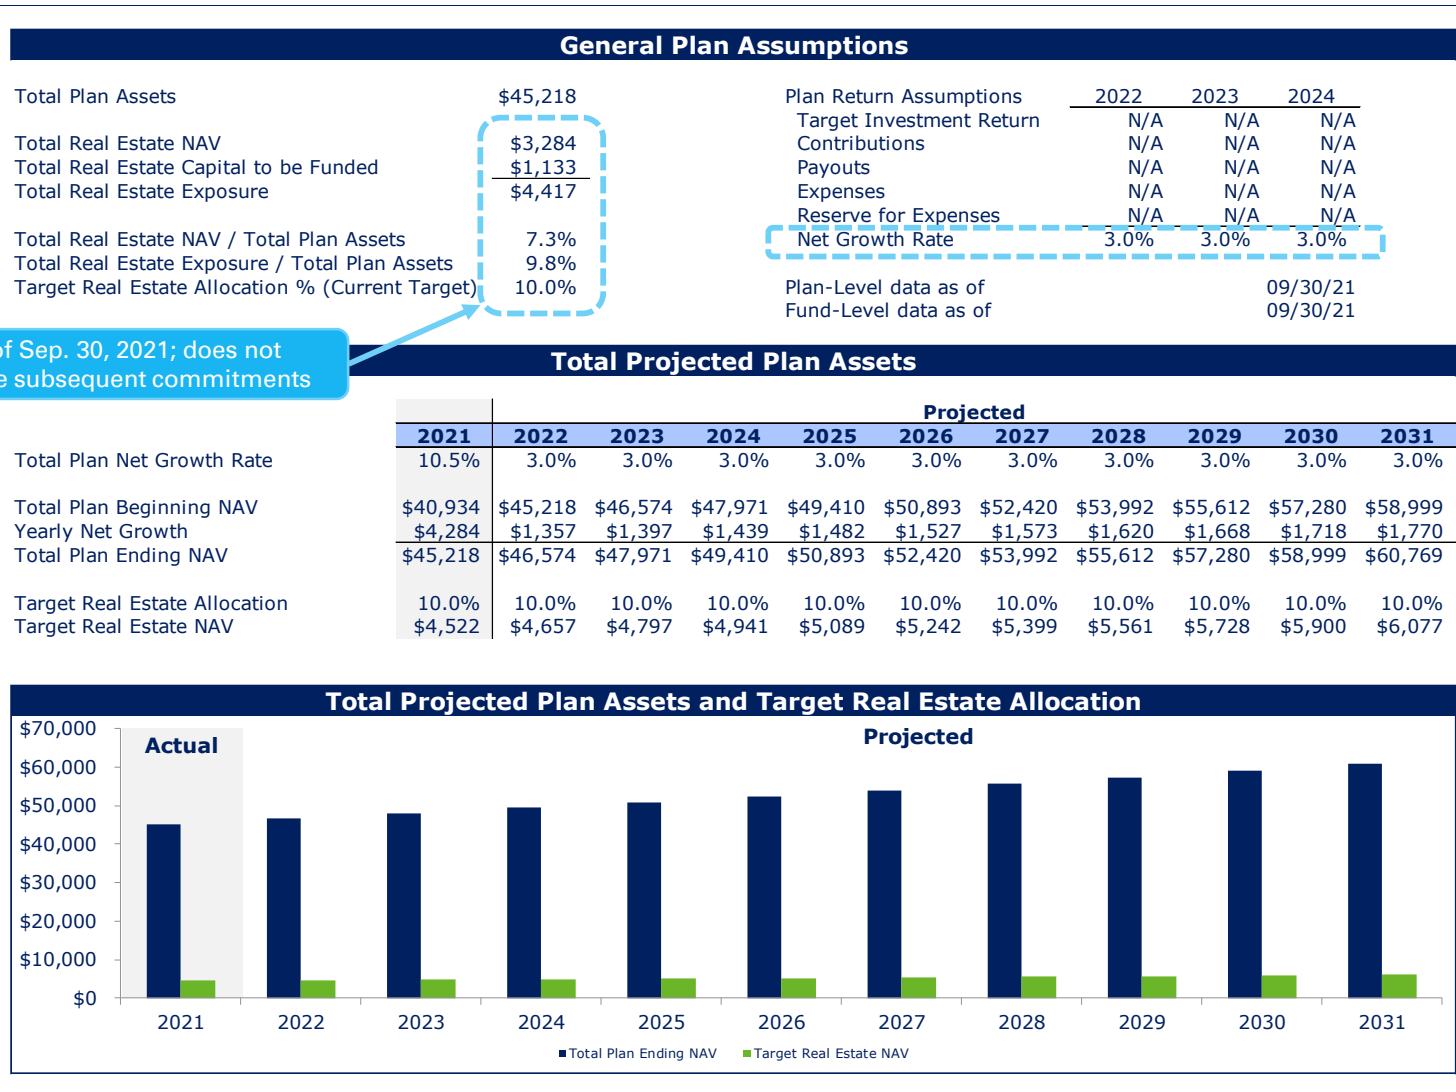 General Plan Assumptions
Total Plan Assets $45,218
Total Real Estate NAV $3,284
Total Real Estate Capital to be Funded $1,133
Total Real Estate Exposure $4,417
Total Real Estate NAV / Total Plan Assets 7.3%
Total Real Estate Exposure / Total Plan Assets 9.8%
Target Real Estate Allocation % (Current Target) 10.0%
Plan Return Assumptions 2022 2023 2024
Target Investment Return N/A N/A N/A
Contributions N/A N/A N/A
Payouts N/A N/A N/A
Expenses N/A N/A N/A
Reserve for Expenses N/A N/A N/A
Net Growth Rate 3.0% 3.0% 3.0%
Plan-Level data as of 09/30/21
Fund-Level data as of 09/30/21
of Sep. 30, 2021; does not
subsequent commitments
Total Projected Plan Assets
Projected
2021 2022 2023 2024 2025 2026 2027 2028 2029 2030 2031
Total Plan Net Growth Rate 10.5% 3.0% 3.0% 3.0% 3.0% 3.0% 3.0% 3.0% 3.0% 3.0% 3.0%
Total Plan Beginning NAV $40,934 $45,218 $46,574 $47,971 $49,410 $50,893 $52,420 $53,992 $55,612 $57,280 $58,999
Yearly Net Growth $4,284 $1,357 $1,397 $1,439 $1,482 $1,527 $1,573 $1,620 $1,668 $1,718 $1,770
Total Plan Ending NAV $45,218 $46,574 $47,971 $49,410 $50,893 $52,420 $53,992 $55,612 $57,280 $58,999 $60,769
Target Real Estate Allocation 10.0% 10.0% 10.0% 10.0% 10.0% 10.0% 10.0% 10.0% 10.0% 10.0% 10.0%
Target Real Estate NAV $4,522 $4,657 $4,797 $4,941 $5,089 $5,242 $5,399 $5,561 $5,728 $5,900 $6,077
Total Projected Plan Assets and Target Real Estate Allocation
Actual
Projected
$70,000
$60,000
$50,000
$40,000
$30,000
$20,000
$10,000
$0
2021 2022 2023 2024 2025 2026 2027 2028 2029 2030 2031
Total Plan Ending NAV Target Real Estate NAV